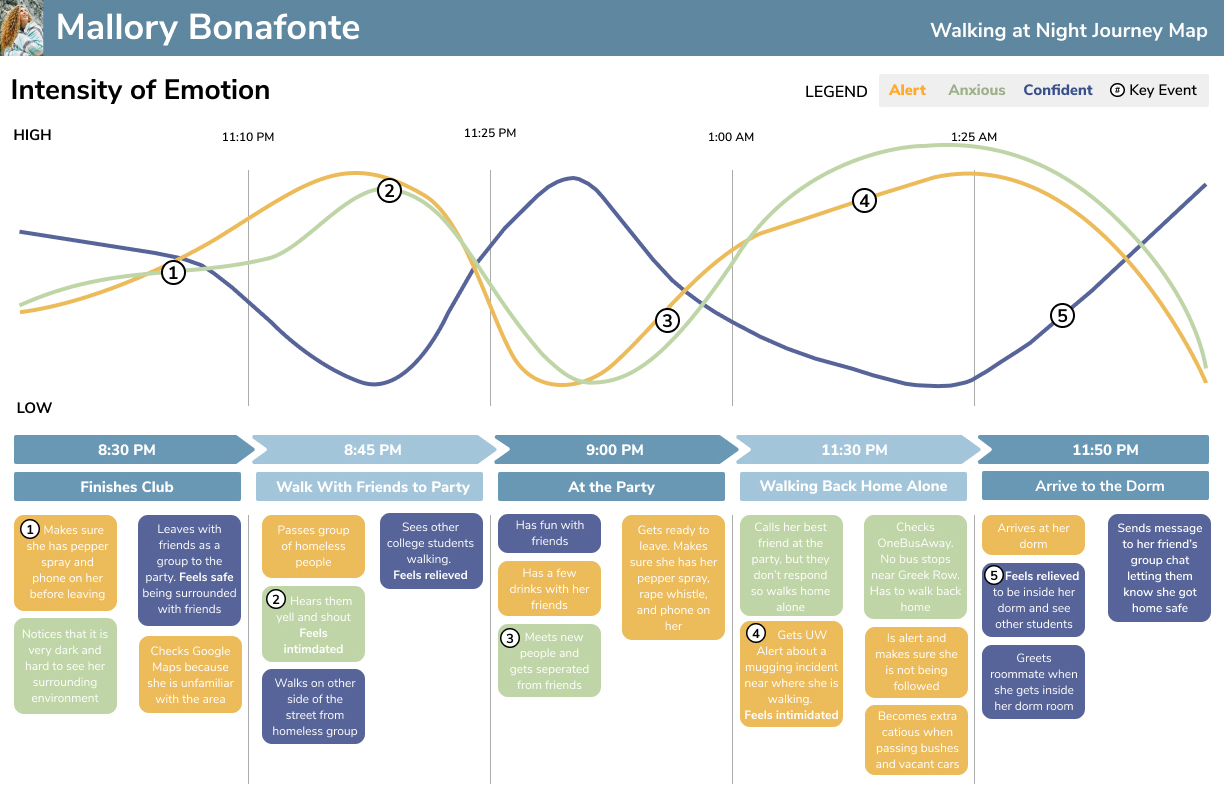 Mallory Bonafonte
Walking at Night Journey Map
Intensity of Emotion
LEGEND
Alert
Anxious
Confident
# Key Event
HIGH
11:10 PM
11:25 PM
1:00 AM
1:25 AM
1
2
3
4
5
LOW
8:30 PM
8:45 PM
9:00 PM
11:30 PM
11:50 PM
Finishes Club
Walk With Friends to Party
At the Party
Walking Back Home Alone
Arrive to the Dorm
1 Makes sure
she has pepper
spray and
phone on her
before leaving
Notices that it is
very dark and
hard to see her
surrounding
environment
Leaves with
friends as a
group to the
party. Feels safe
being surrounded
with friends
Checks Google
Maps because
she is unfamiliar
with the area
Passes group
of homeless
people
2 Hears them
yell and shout
Feels
intimdated
Walks on other
side of the
street from
homeless group
Sees other
college students
walking.
Feels relieved
Has fun with
friends
Has a few
drinks with her
friends
3 Meets new
people and
gets seperated
from friends
Gets ready to
leave. Makes
sure she has her
pepper spray,
rape whistle,
and phone on
her
Calls her best
friend at the
party, but they
don't respond
so walks home
alone
4 Gets UW
Alert about a
mugging incident
near where she is
walking.
Feels intimidated
Checks
OneBusAway.
No bus stops
near Greek Row.
Has to walk back
home
Is alert and
makes sure she
is not being
followed
Becomes extra
catious when
passing bushes
and vacant cars
Arrives at her
dorm
5 Feels relieved
to be inside her
dorm and see
other students
Greets
roommate when
she gets inside
her dorm room
Sends message
to her friend's
group chat
letting them
know she got
home safe